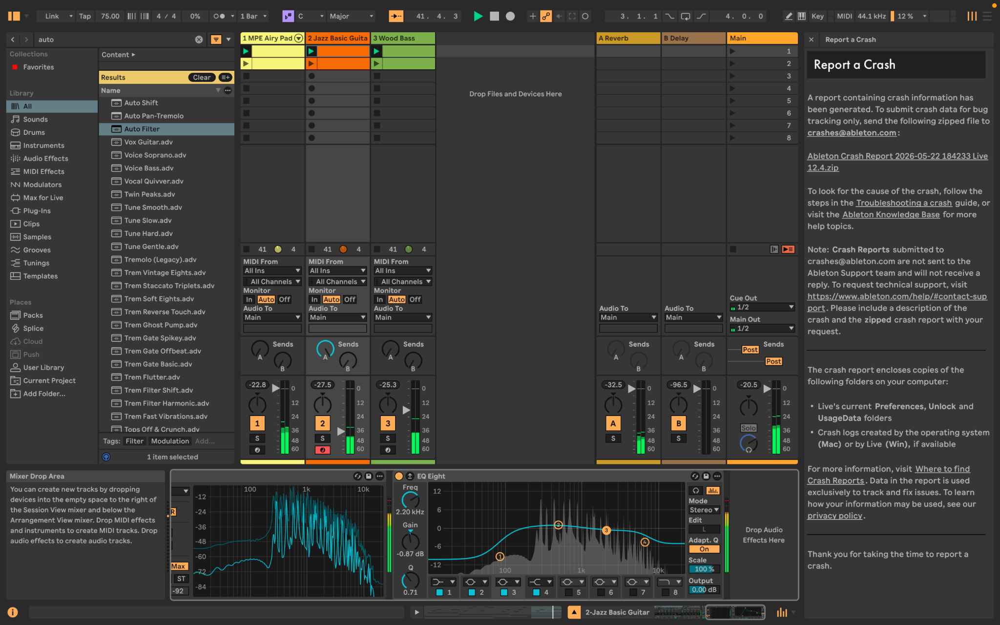 Link Tap 75.00 4 / 4 0% 1 Bar C Major 41. 4. 3 3. 1. 1 4. 0. 0 Key MIDI 44.1 kHz 12 %
auto
Collections
Favorites
Library
All
Sounds
Drums
Instruments
Audio Effects
MIDI Effects
Modulators
Max for Live
Plug-Ins
Clips
Samples
Grooves
Tunings
Templates
Places
Packs
Splice
Cloud
Push
User Library
Current Project
Add Folder...
Content
Results Clear
Name
Auto Shift
Auto Pan-Tremolo
Auto Filter
Vox Guitar.adv
Voice Soprano.adv
Voice Bass.adv
Vocal Quivver.adv
Twin Peaks.adv
Tune Smooth.adv
Tune Slow.adv
Tune Hard.adv
Tune Gentle.adv
Tremolo (Legacy).adv
Trem Vintage Eights.adv
Trem Staccato Triplets.adv
Trem Soft Eights.adv
Trem Reverse Touch.adv
Trem Ghost Pump.adv
Trem Gate Spikey.adv
Trem Gate Offbeat.adv
Trem Gate Basic.adv
Trem Flutter.adv
Trem Filter Shift.adv
Trem Filter Harmonic.adv
Trem Fast Vibrations.adv
Tops Off & Crunch.adv
Tags: Filter Modulation Add...
1 item selected
1 MPE Airy Pad 2 Jazz Basic Guita 3 Wood Bass A Reverb B Delay Main
1
2
3
4
5
6
7
8
Drop Files and Devices Here
41 4 41 4 41 4
MIDI From MIDI From MIDI From
All Ins All Ins All Ins
All Channels All Channels All Channels
Monitor Monitor Monitor
In Auto Off In Auto Off In Auto Off
Audio To Audio To Audio To Audio To
Main Main Main Main Main
Cue Out
1/2
Main Out
1/2
Sends Sends Sends Sends Sends Sends
A A A A A Post
B B B B B Post
-22.8 -27.5 -25.3 -32.5 -96.5 -20.5
0 0 0 0 0 0
12 12 12 12 12 12
24 24 24 24 24 24
36 36 36 36 36 36
48 48 48 48 48 48
60 60 60 60 60 60
1 2 3 A B Solo
S S S S S
Report a Crash
Report a Crash
A report containing crash information has
been generated. To submit crash data for bug
tracking only, send the following zipped file to
crashes@ableton.com:
Ableton Crash Report 2026-05-22 184233 Live
12.4.zip
To look for the cause of the crash, follow the
steps in the Troubleshooting a crash guide, or
visit the Ableton Knowledge Base for more
help topics.
Note: Crash Reports submitted to
crashes@ableton.com are not sent to the
Ableton Support team and will not receive a
reply. To request technical support, visit
https://www.ableton.com/help/#contact-sup
port. Please include a description of the
crash and the zipped crash report with your
request.
The crash report encloses copies of the
following folders on your computer:
▪ Live's current Preferences, Unlock and
UsageData folders
▪ Crash logs created by the operating system
(Mac) or by Live (Win), if available
For more information, visit Where to find
Crash Reports. Data in the report is used
exclusively to track and fix issues. To learn
how your information may be used, see our
privacy policy.
Thank you for taking the time to report a
crash.
Mixer Drop Area
You can create new tracks by dropping
devices into the empty space to the right of
the Session View mixer and below the
Arrangement View mixer. Drop MIDI effects
and instruments to create MIDI tracks. Drop
audio effects to create audio tracks.
R
Max
ST
-92
100 1k 10k
-12
-24
-36
-48
-60
-72
-84
EQ Eight
Freq
2.20 kHz
Gain
-0.87 dB
Q
0.71
12
6
0
-6
-12
1 2 3 4
100 1k 10k
1 2 3 4 5 6 7 8
Mode
Stereo
Edit
L
Adapt. Q
On
Scale
100 %
Output
0.00 dB
Drop Audio
Effects Here
2-Jazz Basic Guitar